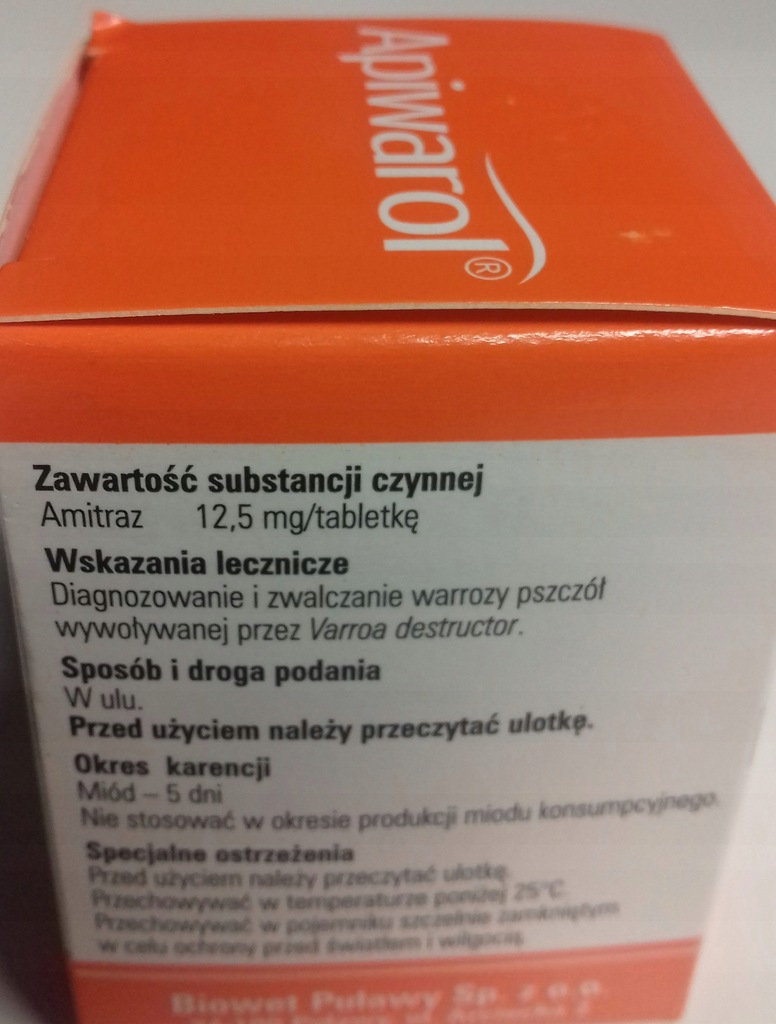 Apiwarol®
Zawartość substancji czynnej
Amitraz 12,5 mg/tabletkę
Wskazania lecznicze
Diagnozowanie i zwalczanie warrozy pszczół
wywoływanej przez Varroa destructor.
Sposób i droga podania
W ulu.
Przed użyciem należy przeczytać ulotkę.
Okres karencji
Miód – 5 dni
Nie stosować w okresie produkcji miodu konsumpcyjnego.
Specjalne ostrzeżenia
Przed użyciem należy przeczytać ulotkę.
Przechowywać w temperaturze poniżej 25°C.
Przechowywać w pojemniku szczelnie zamkniętym
w celu ochrony przed światłem i wilgocią.
Biowet Puławy Sp. z o.o.